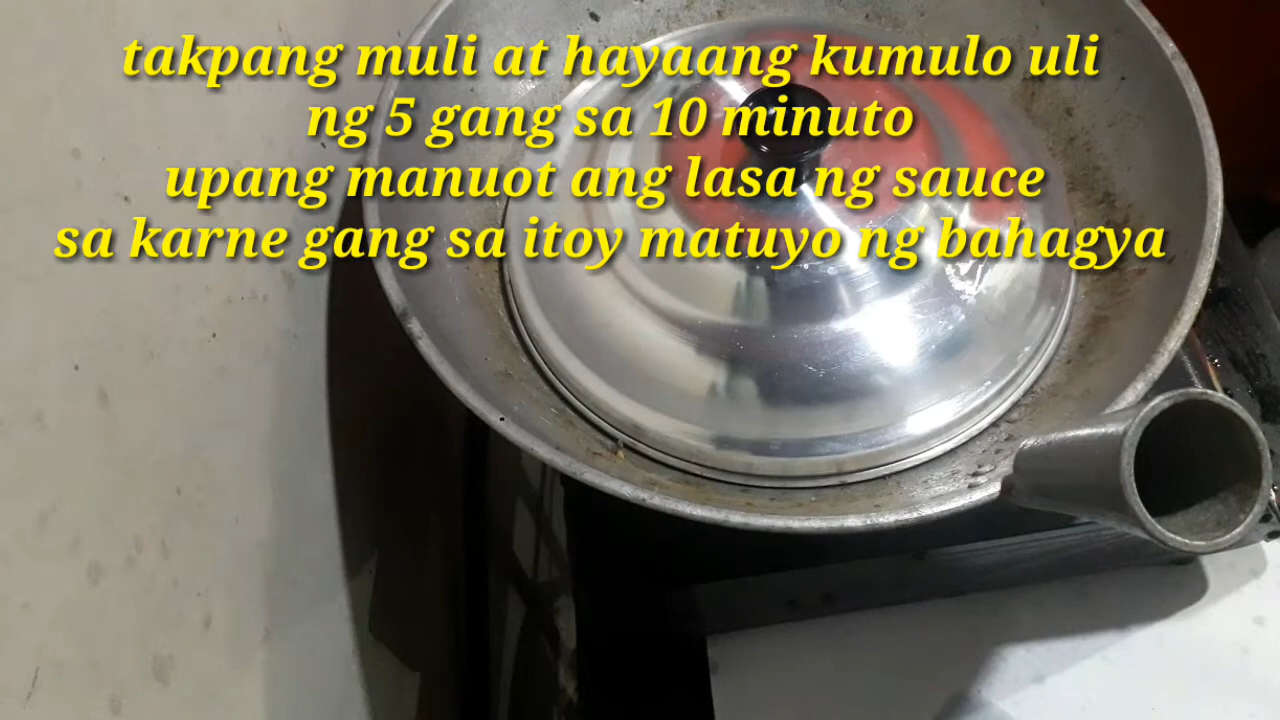 takpang muli at hayaang kumulo uli
ng 5 gang sa 10 minuto
upang manuot ang lasa ng sauce
sa karne gang sa itoy matuyo ng bahagya